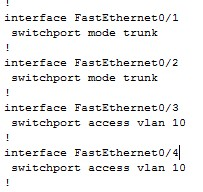 !
interface FastEthernet0/1
 switchport mode trunk
!
interface FastEthernet0/2
 switchport mode trunk
!
interface FastEthernet0/3
 switchport access vlan 10
!
interface FastEthernet0/4
 switchport access vlan 10
!